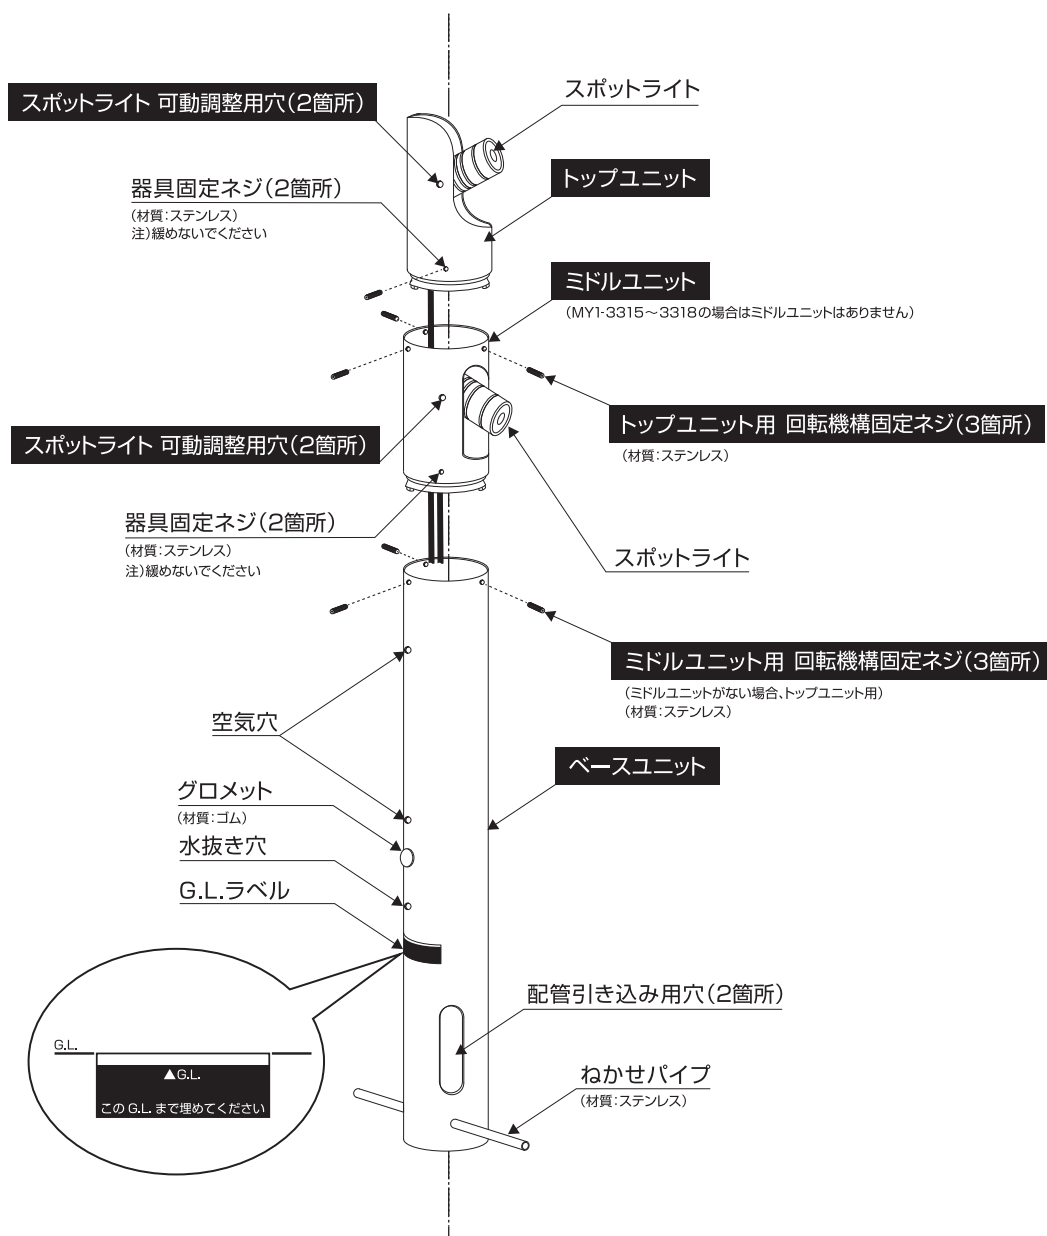 スポットライト
スポットライト 可動調整用穴(2箇所)
トップユニット
器具固定ネジ(2箇所)
(材質:ステンレス)
注)緩めないでください
ミドルユニット
(MY1-3315～3318の場合はミドルユニットはありません)
トップユニット用 回転機構固定ネジ(3箇所)
(材質:ステンレス)
スポットライト 可動調整用穴(2箇所)
器具固定ネジ(2箇所)
(材質:ステンレス)
注)緩めないでください
スポットライト
ミドルユニット用 回転機構固定ネジ(3箇所)
(ミドルユニットがない場合、トップユニット用)
(材質:ステンレス)
空気穴
ベースユニット
グロメット
(材質:ゴム)
水抜き穴
G.L.ラベル
配管引き込み用穴(2箇所)
G.L.
▲G.L.
このG.L.まで埋めてください
ねかせパイプ
(材質:ステンレス)